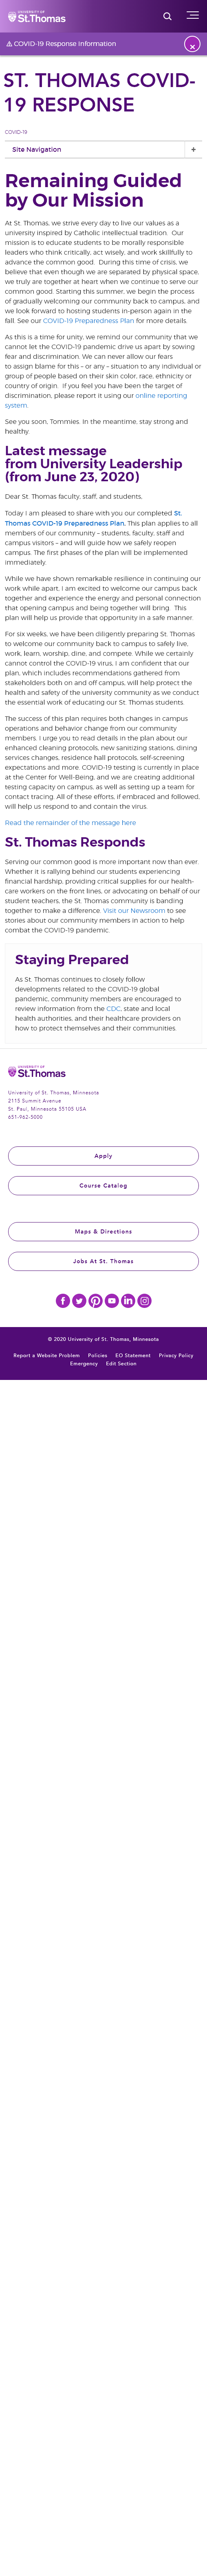 UNIVERSITY OF
St.Thomas
COVID-19 Response Information
ST. THOMAS COVID-
19 RESPONSE
COVID-19
Site Navigation
Remaining Guided
by Our Mission
At St. Thomas, we strive every day to live our values as a
university inspired by Catholic intellectual tradition. Our
mission is to educate students to be morally responsible
leaders who think critically, act wisely, and work skillfully to
advance the common good. During this time of crisis, we
believe that even though we are separated by physical space,
we truly are together at heart when we continue to serve the
common good. Starting this summer, we begin the process
of gradually welcoming our community back to campus, and
we look forward to having students in-person again in the
fall. See our COVID-19 Preparedness Plan for more details.
As this is a time for unity, we remind our community that we
cannot let the COVID-19 pandemic drive us apart by sowing
fear and discrimination. We can never allow our fears
to assign blame for this – or any – situation to any individual or
group of people based on their skin color, race, ethnicity or
country of origin. If you feel you have been the target of
discrimination, please report it using our online reporting
system.
See you soon, Tommies. In the meantime, stay strong and
healthy.
Latest message
from University Leadership
(from June 23, 2020)
Dear St. Thomas faculty, staff, and students,
Today I am pleased to share with you our completed St.
Thomas COVID-19 Preparedness Plan. This plan applies to all
members of our community – students, faculty, staff and
campus visitors – and will guide how we safely reopen
campus. The first phases of the plan will be implemented
immediately.
While we have shown remarkable resilience in continuing our
work while apart, I am excited to welcome our campus back
together and experience the energy and personal connection
that only comes through spending together will bring. This
plan will help us pursue that opportunity in a safe manner.
For six weeks, we have been diligently preparing St. Thomas
to welcome our community back to campus to safely live,
work, learn, worship, dine, and compete. While we certainly
cannot control the COVID-19 virus, I am confident that our
plan, which includes recommendations gathered from
stakeholders on and beyond campus, will help protect the
health and safety of the university community as we conduct
the essential work of educating our St. Thomas students.
The success of this plan requires both changes in campus
operations and behavior change from our community
members. I urge you to read details in the plan about our
enhanced cleaning protocols, new sanitizing stations, dining
services changes, residence hall protocols, self-screening
expectations and more. COVID-19 testing is currently in place
at the Center for Well-Being, and we are creating additional
testing capacity on campus, as well as a team for contact
tracing. All of these efforts, if embraced and followed,
will help us to respond to and contain the virus.
Read the remainder of the message here.
St. Thomas Responds
Serving our common good is more important now than ever.
Whether it is rallying behind our students experiencing
financial hardship, providing critical supplies for our health-
care workers on the front lines, or innovating on behalf of our
student base, the St. Thomas community is banding
together to make a difference. Visit our Newsroom to see
stories about our community members in action to help
combat the COVID-19 pandemic.
Staying Prepared
As St. Thomas continues to closely follow
developments related to the COVID-19 global
pandemic, community members are encouraged to
review information from the CDC, state and local
health authorities, and their healthcare providers on
how to protect themselves and their communities.
UNIVERSITY OF
St.Thomas
University of St. Thomas, Minnesota
2115 Summit Avenue
St. Paul, Minnesota 55105 USA
651-962-5000
Apply
Course Catalog
Maps & Directions
Jobs At St. Thomas
© 2020 University of St. Thomas, Minnesota
Report a Website Problem Policies EO Statement Privacy Policy
Emergency Edit Section